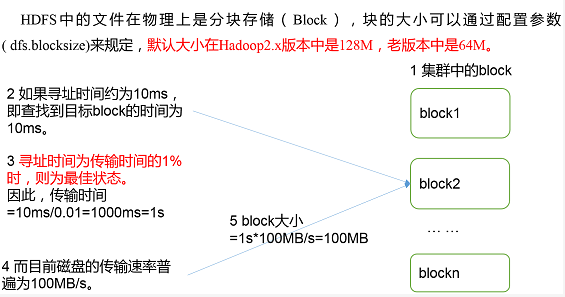 HDFS中的文件在物理上是分块存储（Block），块的大小可以通过配置参数
( dfs.blocksize)来规定，默认大小在Hadoop2.x版本中是128M，老版本中是64M。
1 集群中的block
2 如果寻址时间约为10ms，
即查找到目标block的时间为
10ms。
block1
3 寻址时间为传输时间的1%
时，则为最佳状态。
因此，传输时间
=10ms/0.01=1000ms=1s
block2
5 block大小
=1s*100MB/s=100MB
… …
4 而目前磁盘的传输速率普
遍为100MB/s。
blockn